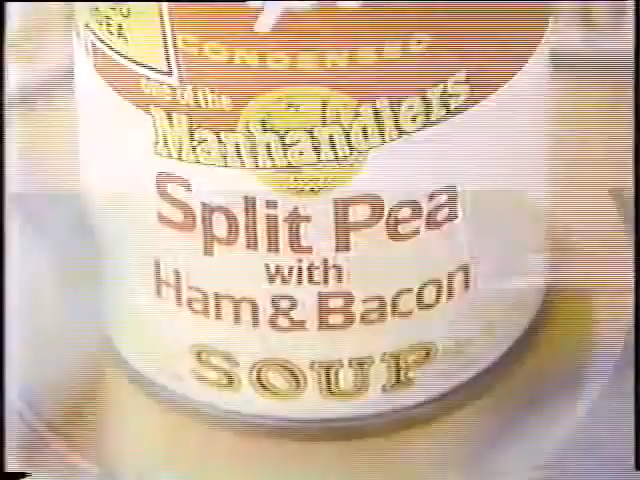 CONDENSED
one of the
Manhandlers
Split Pea
with
Ham & Bacon
SOUP